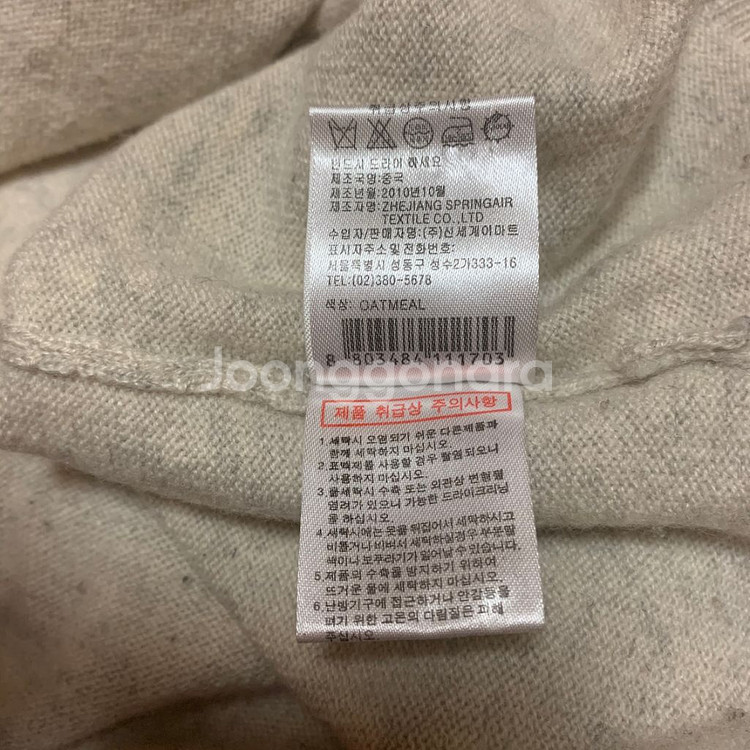 취급상주의사항
반드시 드라이 하세요
제조국명:중국
제조년월:2010년10월
제조자명:ZHEJIANG SPRINGAIR
TEXTILE CO.,LTD
수입자/판매자명:(주)신세계이마트
표시자주소및전화번호:
서울특별시 성동구 성수2가333-16
TEL:(02)380-5678
색상: OATMEAL
8 803484 111703
Joonggonara
제품 취급상 주의사항
1.세탁시 오염되기 쉬운 다른제품과
함께 세탁하지 마십시오.
2.표백제를 사용할 경우 탈염되오니
사용하지 마십시오.
3.물세탁시 수축 또는 외관상 변형될
염려가 있으니 가능한 드라이크리닝
을 하십시오.
4.세탁시에는 옷을 뒤집어서 세탁하시고
비틀거나 비벼서 세탁하실경우 부분탈
색이나 보푸라기가 일어날수 있습니다.
5.제품의 수축을 방지하기 위하여
뜨거운 물에 세탁하지 마십시오.
6.난방기구에 접근하거나 안감등을
펴기 위한 고온의 다림질은 피해
주십시오.